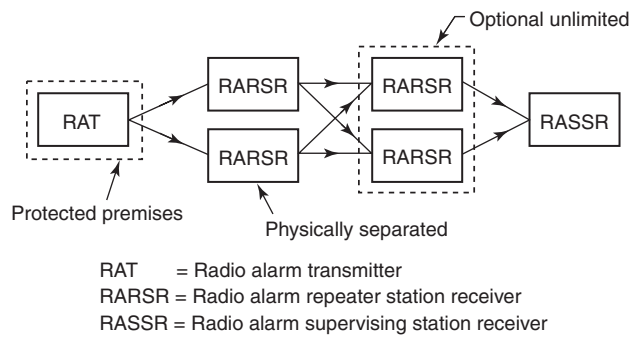 Optional unlimited
RARSR
RARSR
RAT
RASSR
RARSR
RARSR
Protected premises
Physically separated
RAT = Radio alarm transmitter
RARSR = Radio alarm repeater station receiver
RASSR = Radio alarm supervising station receiver